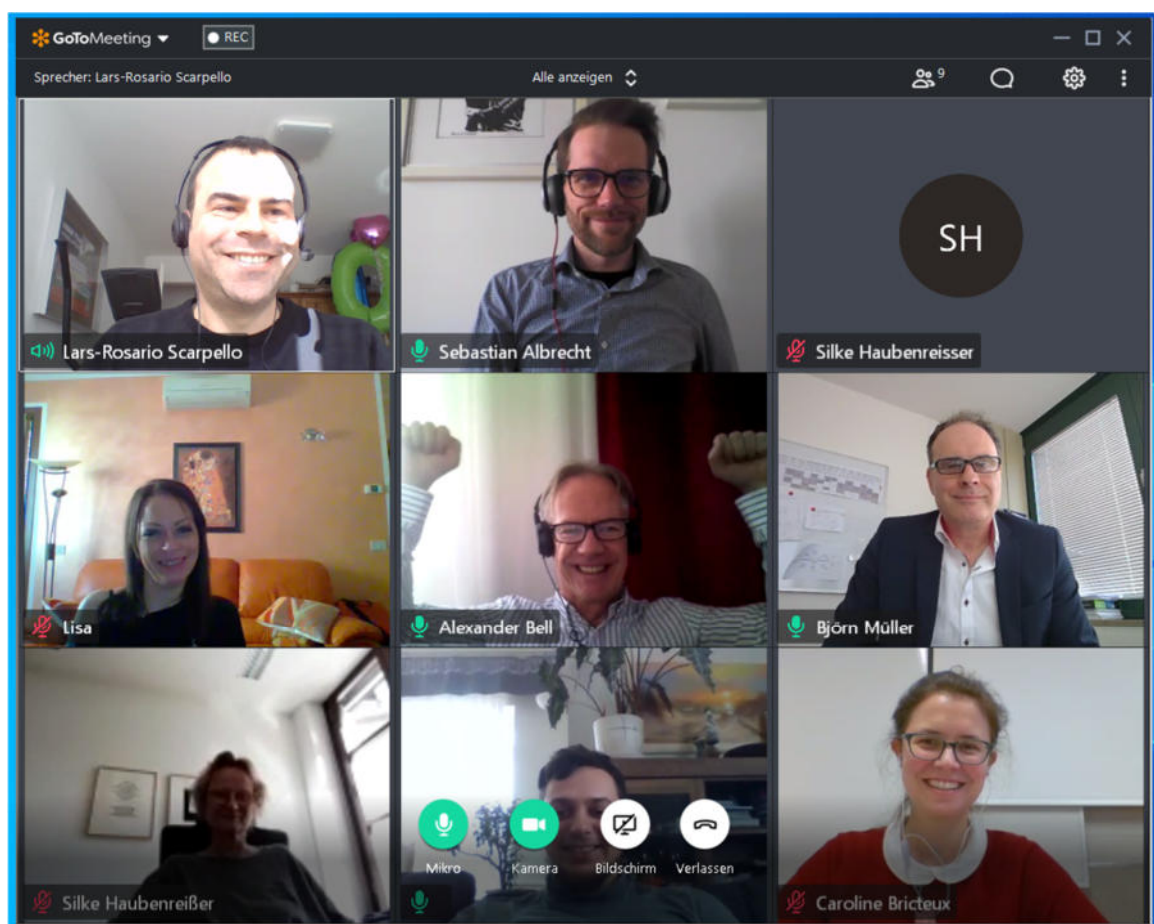 GoToMeeting
REC
Sprecher: Lars-Rosario Scarpello
Alle anzeigen
9
Lars-Rosario Scarpello
Sebastian Albrecht
SH
Silke Haubenreisser
Lisa
Alexander Bell
Björn Müller
Mikro
Kamera
Bildschirm
Verlassen
Silke Haubenreißer
Caroline Bricteux